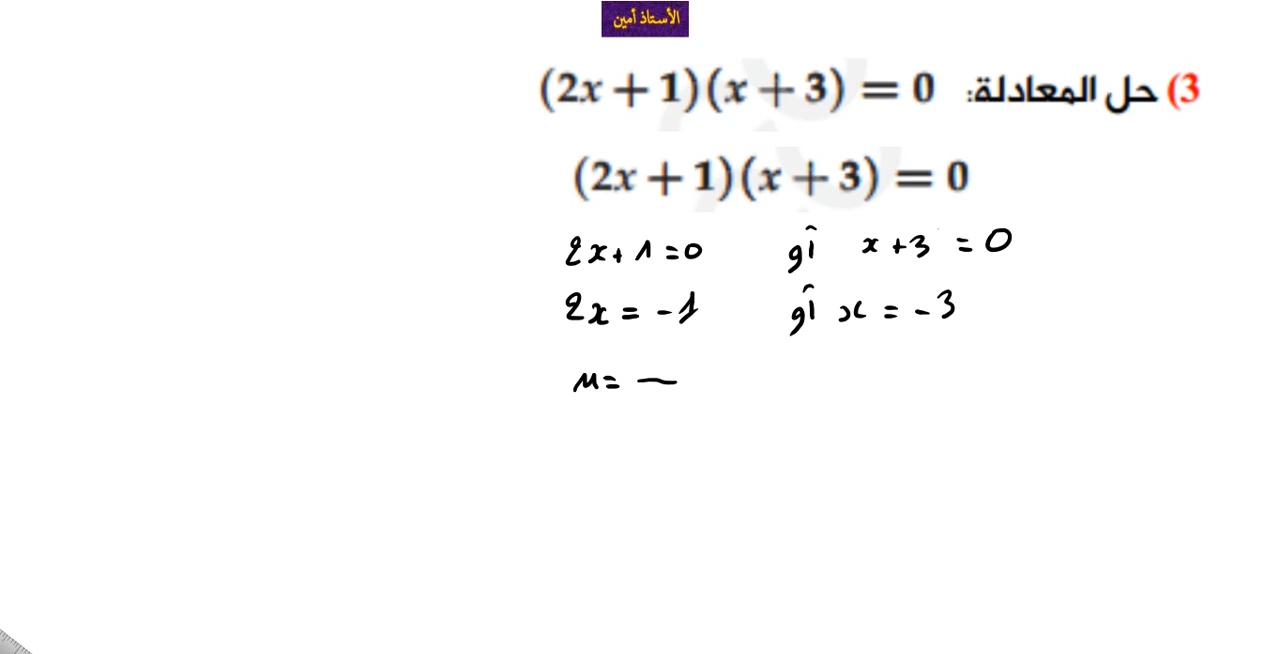 الأستاذ أمين
3) حل المعادلة: (2x + 1)(x + 3) = 0
(2x + 1)(x + 3) = 0
2x + 1 = 0 أو x + 3 = 0
2x = -1 أو x = -3
x = -